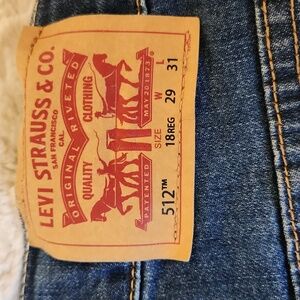 LEVI STRAUSS & CO.
SAN FRANCISCO
CAL.
ORIGINAL RIVETED
QUALITY CLOTHING
PATENTED
MAY 20 1873
512™
SIZE 18REG
W 29
L 31